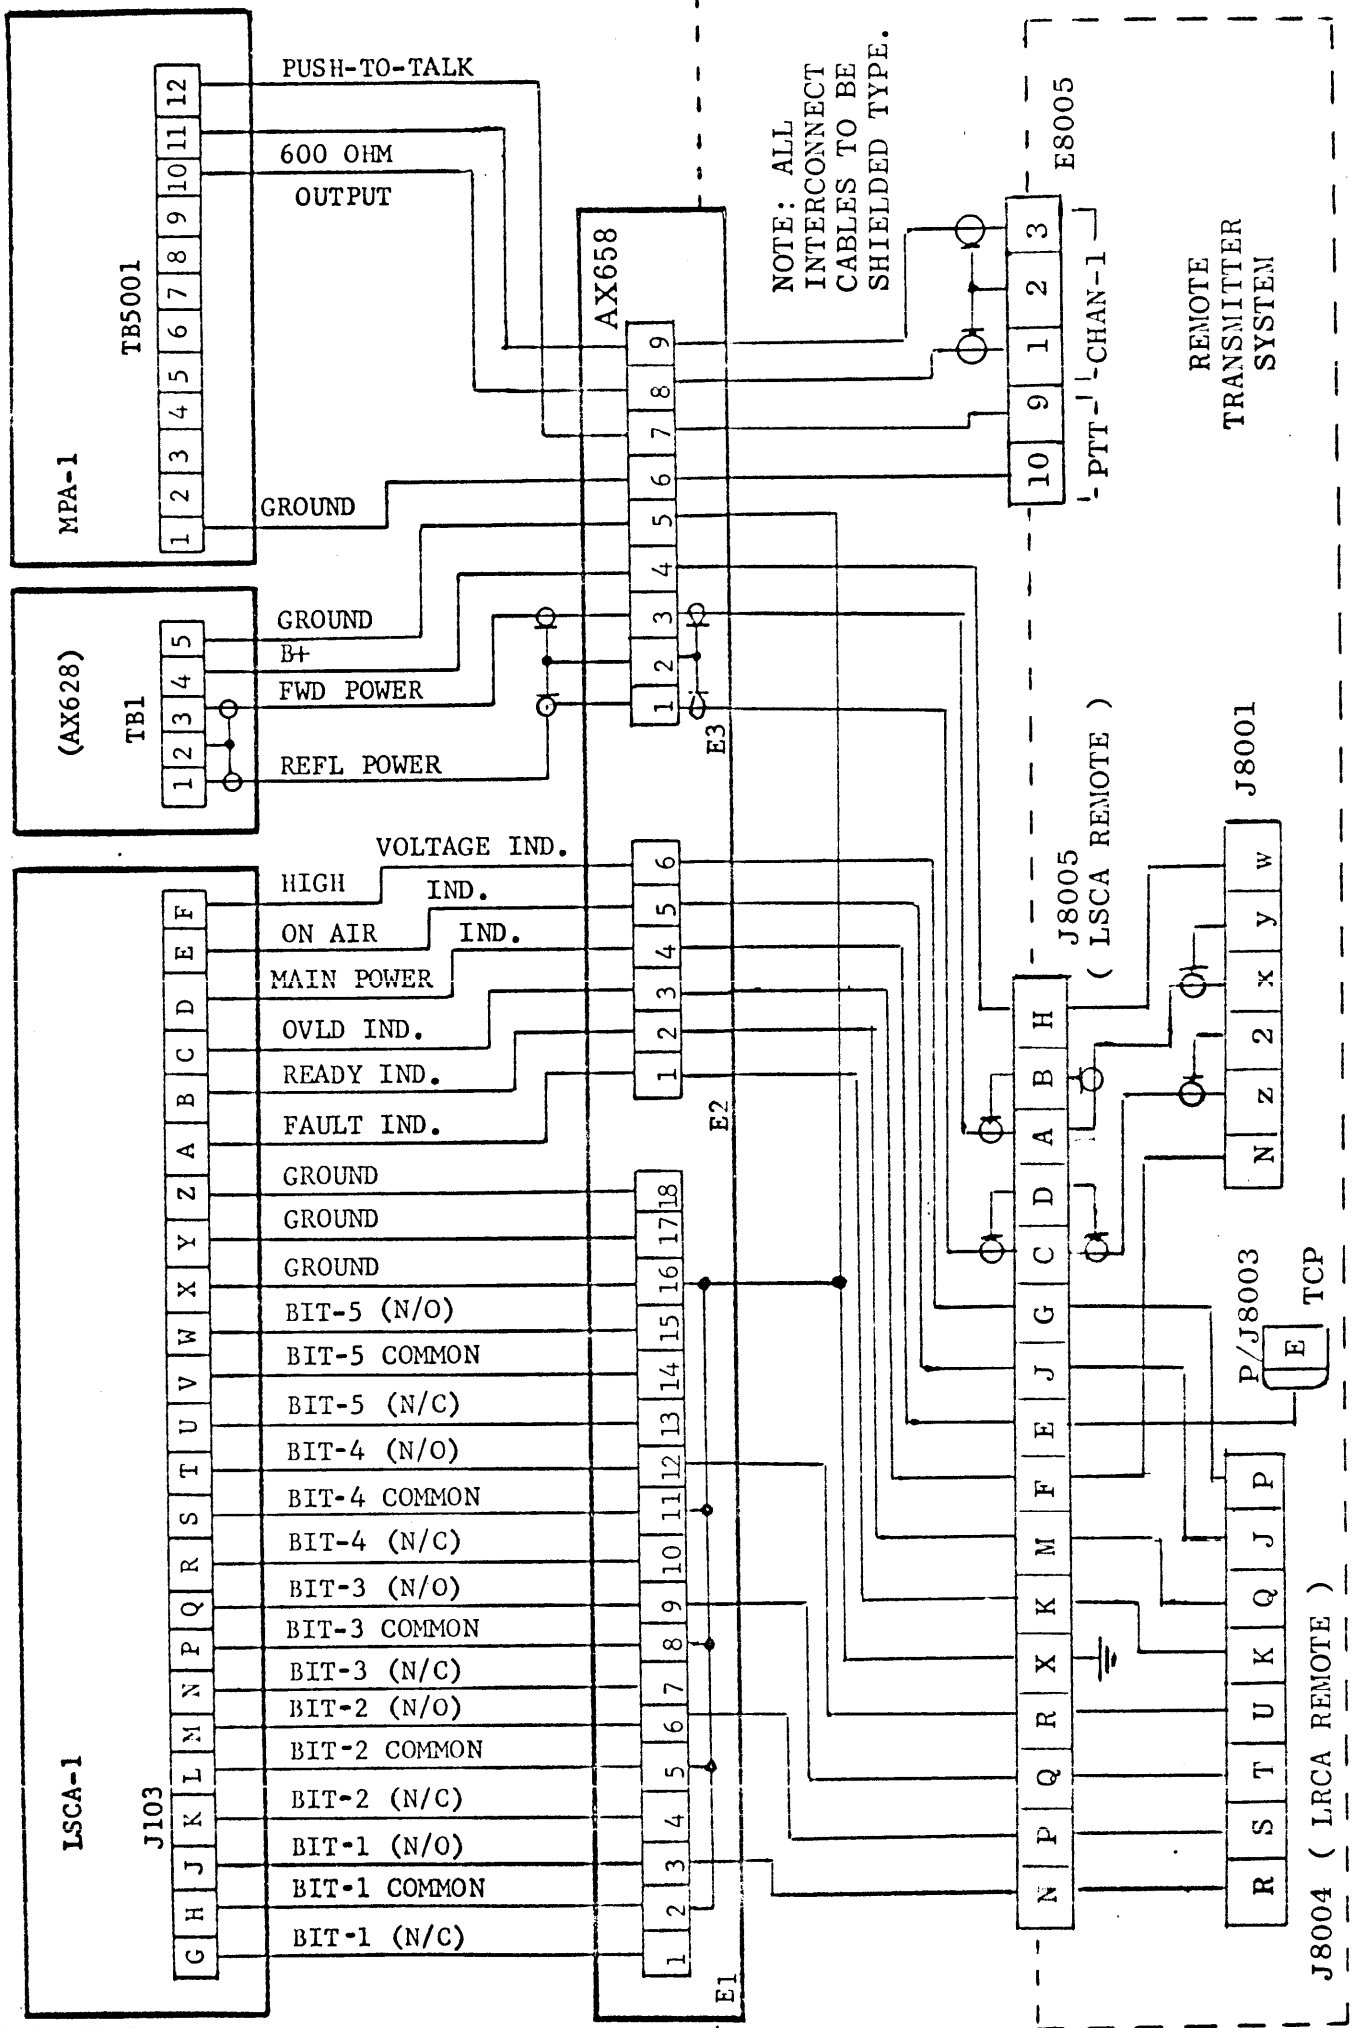 MPA-1
TB5001
1 2 3 4 5 6 7 8 9 10 11 12
PUSH-TO-TALK
600 OHM
OUTPUT
GROUND
(AX628)
TB1
1 2 3 4 5
GROUND
B+
FWD POWER
REFL POWER
LSCA-1
J103
G H J K L M N P Q R S T U V W X Y Z A B C D E F
HIGH VOLTAGE IND.
ON AIR IND.
MAIN POWER IND.
OVLD IND.
READY IND.
FAULT IND.
GROUND
GROUND
GROUND
BIT-5 (N/O)
BIT-5 COMMON
BIT-5 (N/C)
BIT-4 (N/O)
BIT-4 COMMON
BIT-4 (N/C)
BIT-3 (N/O)
BIT-3 COMMON
BIT-3 (N/C)
BIT-2 (N/O)
BIT-2 COMMON
BIT-2 (N/C)
BIT-1 (N/O)
BIT-1 COMMON
BIT-1 (N/C)
AX658
1 2 3 4 5 6 7 8 9
E3
1 2 3 4 5 6
E2
1 2 3 4 5 6 7 8 9 10 11 12 13 14 15 16 17 18
E1
NOTE: ALL
INTERCONNECT
CABLES TO BE
SHIELDED TYPE.
10 9 1 2 3
E8005
PTT
CHAN-1
REMOTE
TRANSMITTER
SYSTEM
N P Q R X K M F E J G C D A B H
J8005
(LSCA REMOTE)
N z 2 x y w
J8001
P/J8003
E
TCP
R S T U K Q J P
J8004 (LRCA REMOTE)